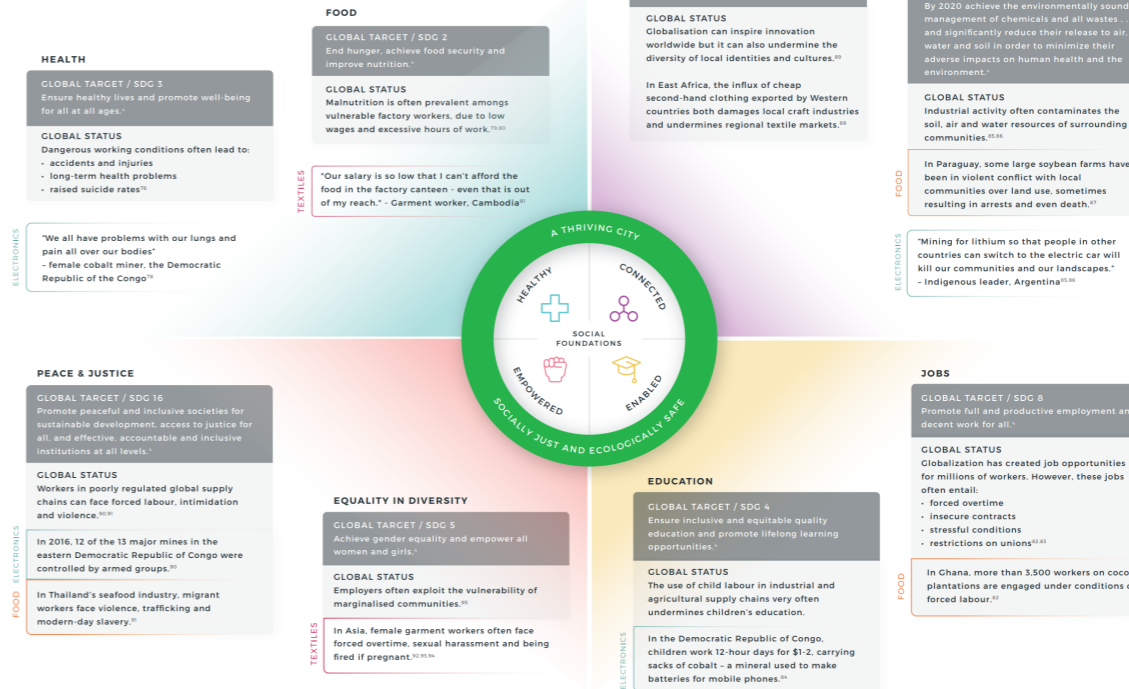 HEALTH
GLOBAL TARGET / SDG 3
Ensure healthy lives and promote well-being
for all at all ages.ᴬ
GLOBAL STATUS
Dangerous working conditions often lead to:
• accidents and injuries
• long-term health problems
• raised suicide rates⁷⁸
ELECTRONICS
"We all have problems with our lungs and
pain all over our bodies"
– female cobalt miner, the Democratic
Republic of the Congo⁷⁹
FOOD
GLOBAL TARGET / SDG 2
End hunger, achieve food security and
improve nutrition.ᴬ
GLOBAL STATUS
Malnutrition is often prevalent amongs
vulnerable factory workers, due to low
wages and excessive hours of work.⁷⁹·⁸⁰
TEXTILES
"Our salary is so low that I can't afford the
food in the factory canteen - even that is out
of my reach." - Garment worker, Cambodia⁸¹
GLOBAL STATUS
Globalisation can inspire innovation
worldwide but it can also undermine the
diversity of local identities and cultures.⁸⁹
In East Africa, the influx of cheap
second-hand clothing exported by Western
countries both damages local craft industries
and undermines regional textile markets.⁸⁸
By 2020 achieve the environmentally sound
management of chemicals and all wastes . .
and significantly reduce their release to air,
water and soil in order to minimize their
adverse impacts on human health and the
environment.ᴬ
GLOBAL STATUS
Industrial activity often contaminates the
soil, air and water resources of surrounding
communities.⁸⁵·⁸⁶
FOOD
In Paraguay, some large soybean farms have
been in violent conflict with local
communities over land use, sometimes
resulting in arrests and even death.⁸⁷
ELECTRONICS
"Mining for lithium so that people in other
countries can switch to the electric car will
kill our communities and our landscapes."
– Indigenous leader, Argentina⁸⁵·⁸⁶
A THRIVING CITY
HEALTHY
CONNECTED
SOCIAL
FOUNDATIONS
EMPOWERED
ENABLED
SOCIALLY JUST AND ECOLOGICALLY SAFE
PEACE & JUSTICE
GLOBAL TARGET / SDG 16
Promote peaceful and inclusive societies for
sustainable development, access to justice for
all, and effective, accountable and inclusive
institutions at all levels.ᴬ
GLOBAL STATUS
Workers in poorly regulated global supply
chains can face forced labour, intimidation
and violence.⁹⁰·⁹¹
ELECTRONICS
In 2016, 12 of the 13 major mines in the
eastern Democratic Republic of Congo were
controlled by armed groups.⁹⁰
FOOD
In Thailand's seafood industry, migrant
workers face violence, trafficking and
modern-day slavery.⁹¹
EQUALITY IN DIVERSITY
GLOBAL TARGET / SDG 5
Achieve gender equality and empower all
women and girls.ᴬ
GLOBAL STATUS
Employers often exploit the vulnerability of
marginalised communities.⁹⁵
TEXTILES
In Asia, female garment workers often face
forced overtime, sexual harassment and being
fired if pregnant.⁹²·⁹³·⁹⁴
EDUCATION
GLOBAL TARGET / SDG 4
Ensure inclusive and equitable quality
education and promote lifelong learning
opportunities.ᴬ
GLOBAL STATUS
The use of child labour in industrial and
agricultural supply chains very often
undermines children's education.
ELECTRONICS
In the Democratic Republic of Congo,
children work 12-hour days for $1-2, carrying
sacks of cobalt – a mineral used to make
batteries for mobile phones.⁸⁴
JOBS
GLOBAL TARGET / SDG 8
Promote full and productive employment an
decent work for all.ᴬ
GLOBAL STATUS
Globalization has created job opportunities
for millions of workers. However, these jobs
often entail:
• forced overtime
• insecure contracts
• stressful conditions
• restrictions on unions⁸²·⁸³
FOOD
In Ghana, more than 3,500 workers on coco
plantations are engaged under conditions o
forced labour.⁸²